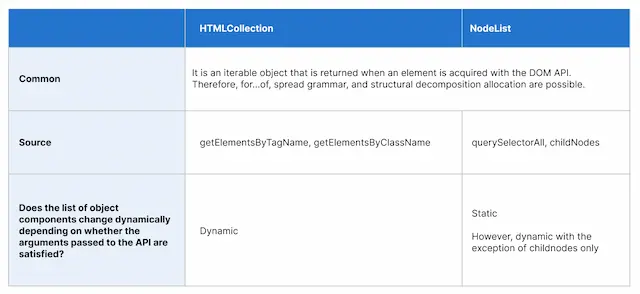 HTMLCollection
NodeList
Common
It is an iterable object that is returned when an element is acquired with the DOM API.
Therefore, for...of, spread grammar, and structural decomposition allocation are possible.
Source
getElementsByTagName, getElementsByClassName
querySelectorAll, childNodes
Does the list of object
components change dynamically
depending on whether the
arguments passed to the API are
satisfied?
Dynamic
Static
However, dynamic with the
exception of childnodes only